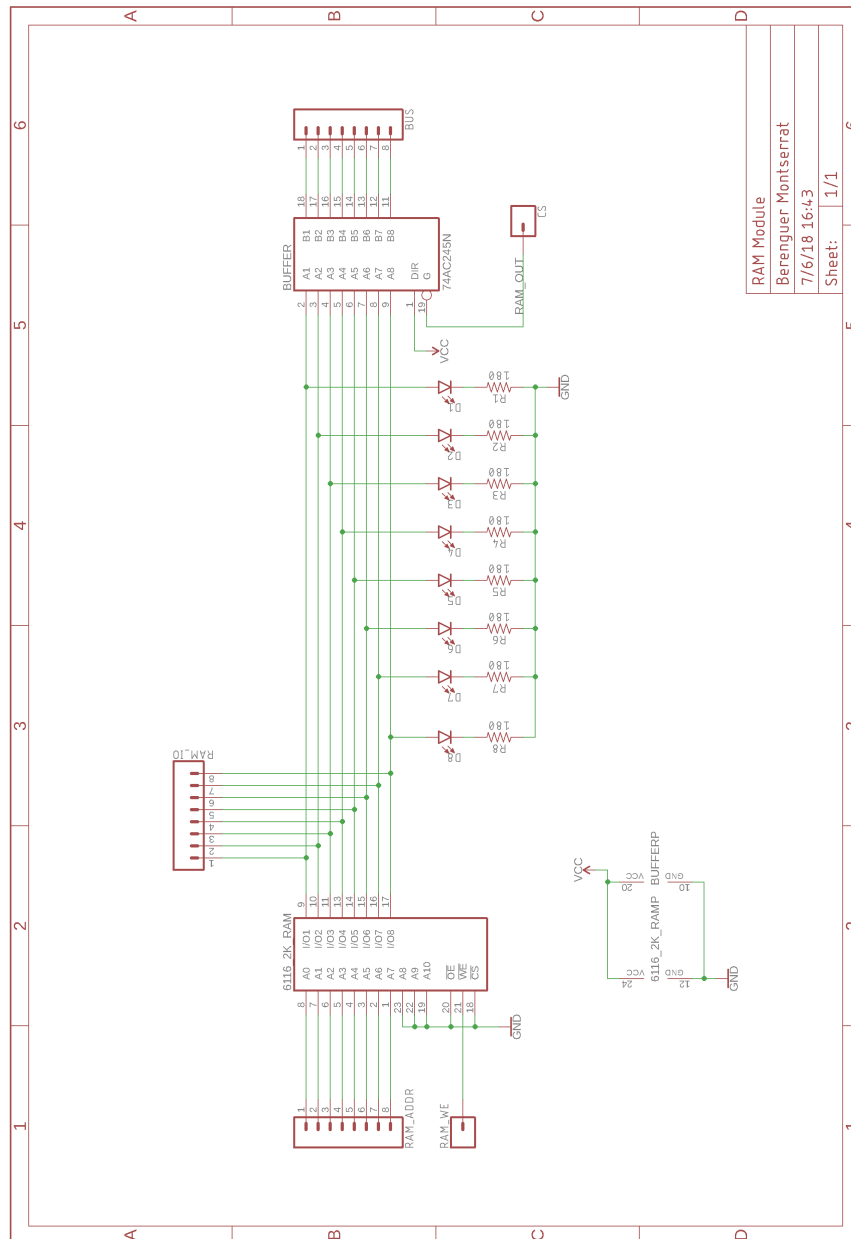 A
B
C
D
6
6
BUS
1
2
3
4
5
6
7
8
18
17
16
15
14
13
12
11
B1
B2
B3
B4
B5
B6
B7
B8
A1
A2
A3
A4
A5
A6
A7
A8
DIR
G
BUFFER
74AC245N
2
3
4
5
6
7
8
9
1
19
CS
RAM_OUT
VCC
RAM Module
Berenguer Montserrat
7/6/18 16:43
Sheet: 1/1
5
5
D1
180
R1
GND
D2
180
R2
D3
180
R3
4
4
D4
180
R4
D5
180
R5
D6
180
R6
D7
180
R7
D8
180
R8
3
3
RAM_IO
8
7
6
5
4
3
2
1
2
2
6116_2K_RAM
9
10
11
13
14
15
16
17
I/O1
I/O2
I/O3
I/O4
I/O5
I/O6
I/O7
I/O8
A0
A1
A2
A3
A4
A5
A6
A7
A8
A9
A10
OE
WE
CS
8
7
6
5
4
3
2
1
23
22
19
20
21
18
GND
VCC
20
VCC
GND
10
BUFFERP
6116_2K_RAMP
24
VCC
GND
12
GND
1
1
1
2
3
4
5
6
7
8
RAM_ADDR
RAM_WE
A
B
C
D